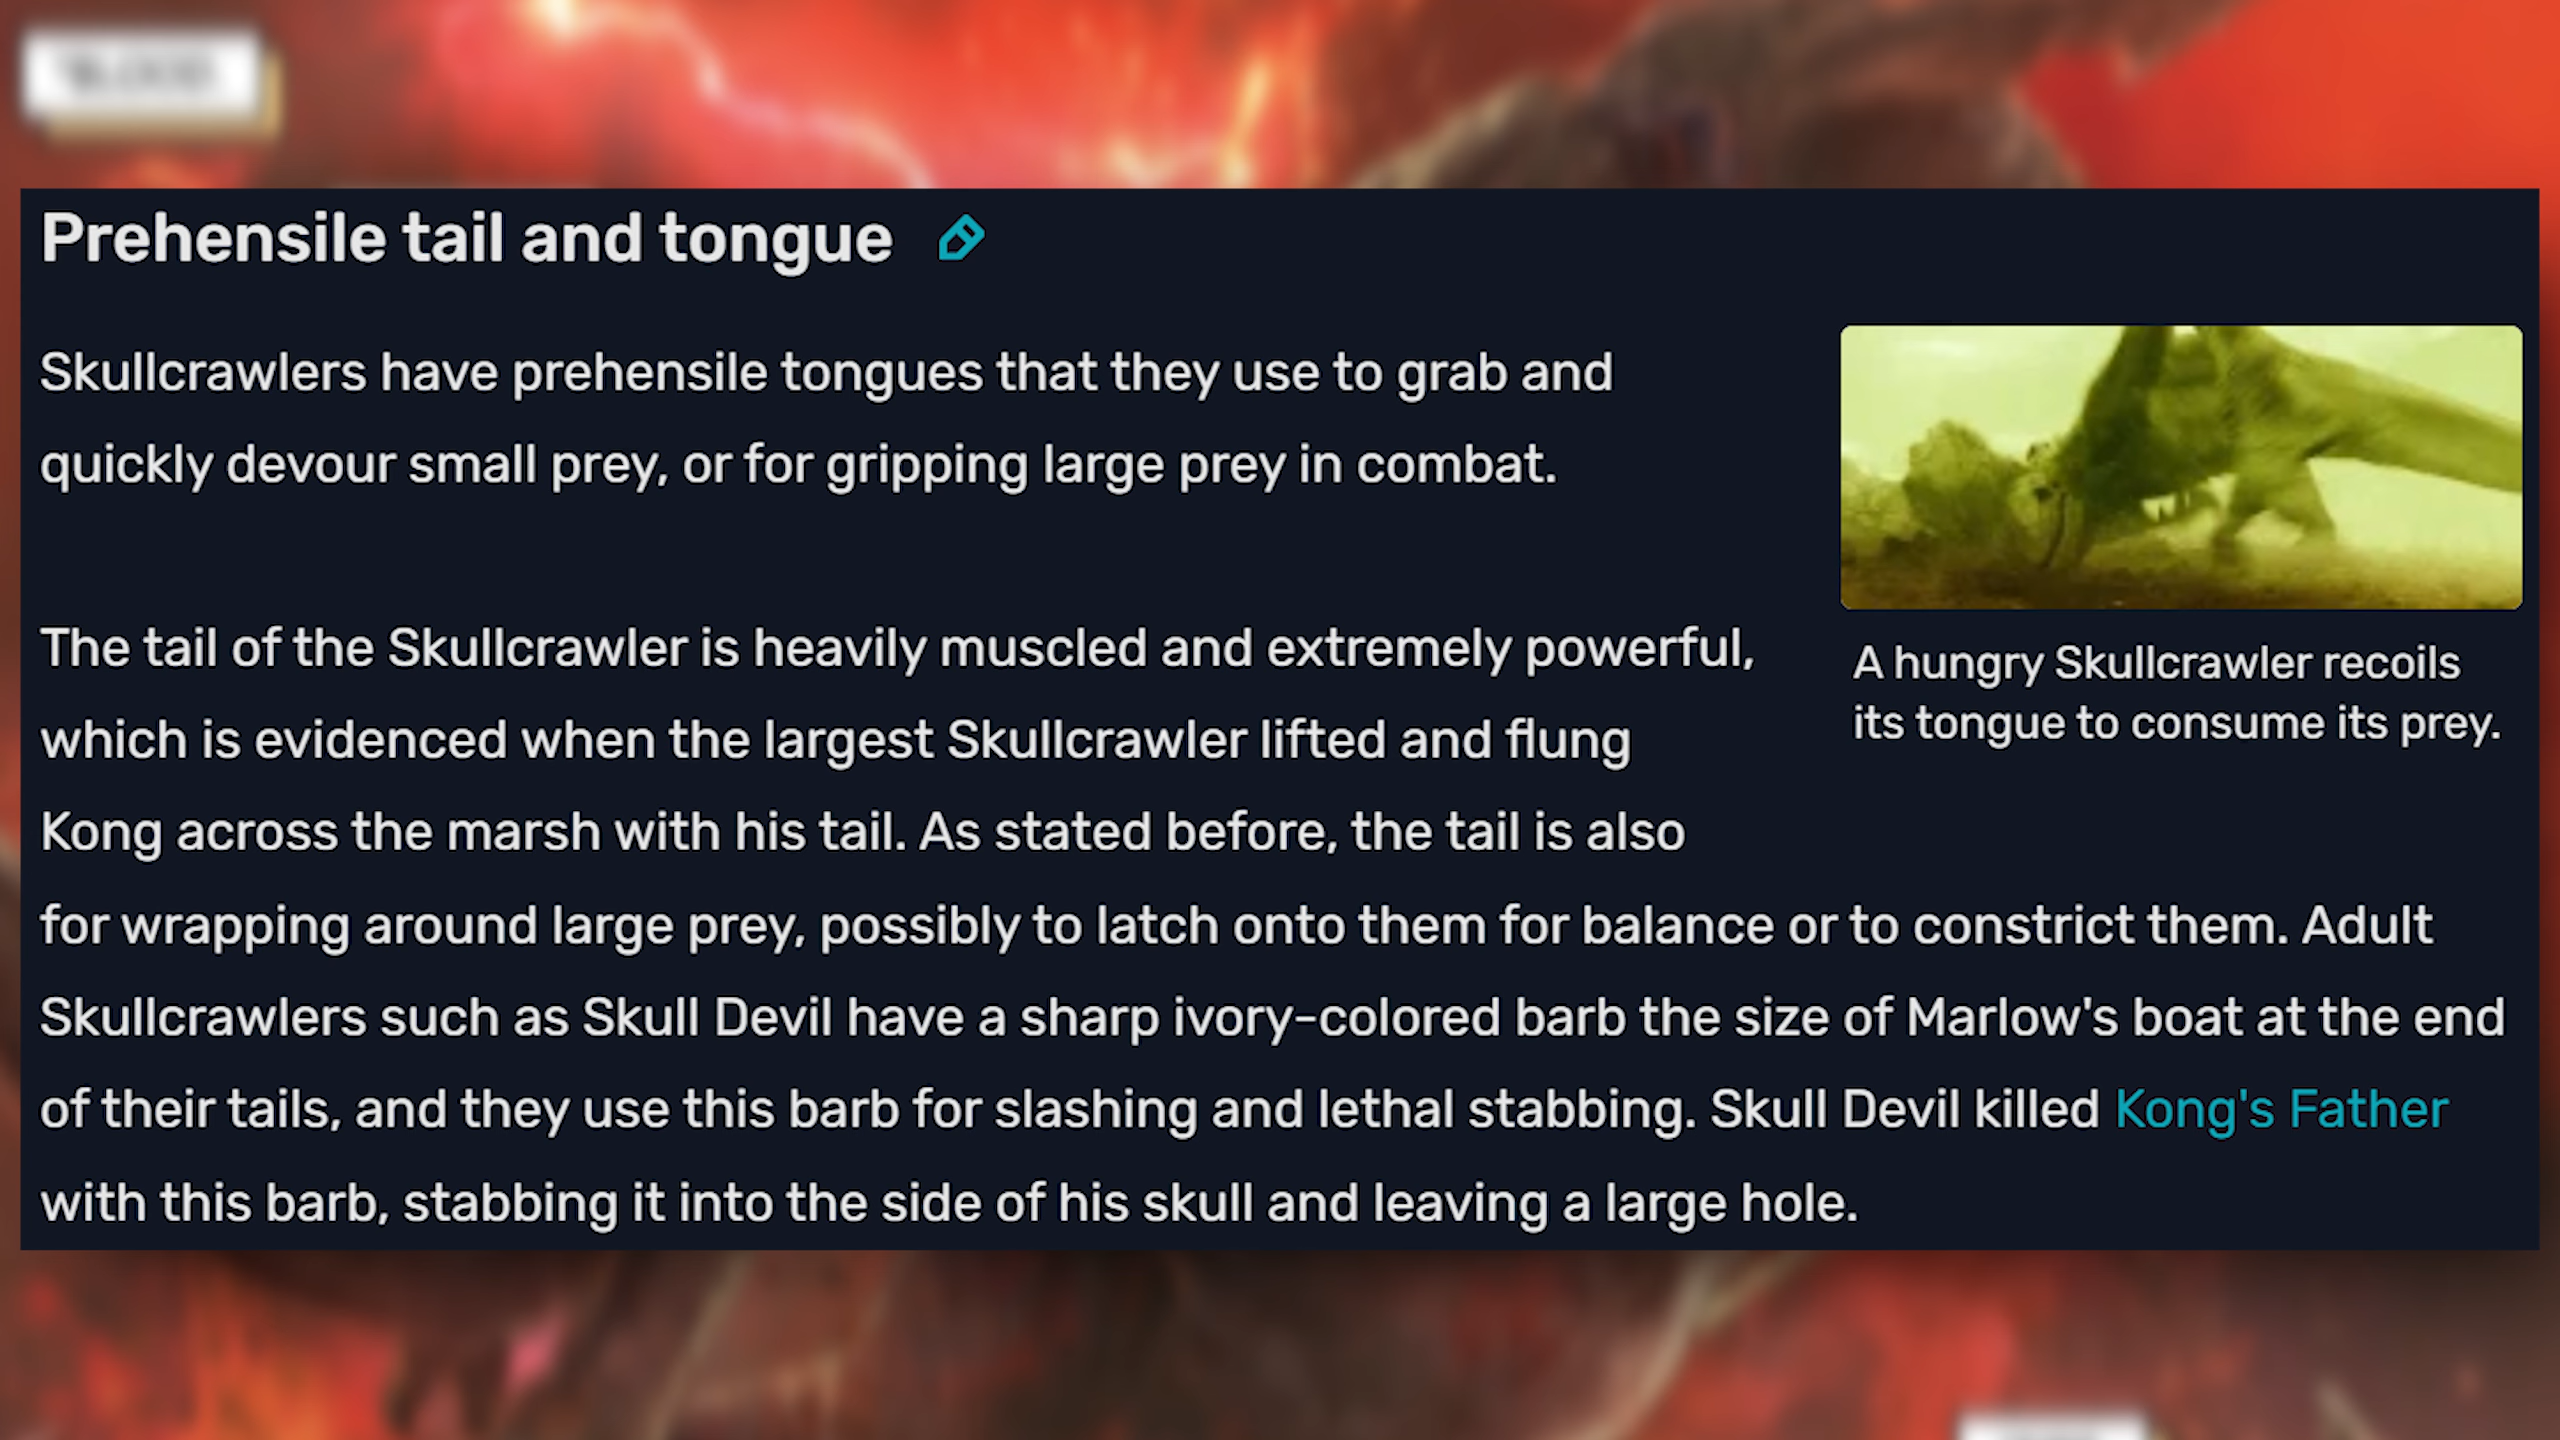 Prehensile tail and tongue
Skullcrawlers have prehensile tongues that they use to grab and
quickly devour small prey, or for gripping large prey in combat.
The tail of the Skullcrawler is heavily muscled and extremely powerful,
which is evidenced when the largest Skullcrawler lifted and flung
Kong across the marsh with his tail. As stated before, the tail is also
for wrapping around large prey, possibly to latch onto them for balance or to constrict them. Adult
Skullcrawlers such as Skull Devil have a sharp ivory-colored barb the size of Marlow's boat at the end
of their tails, and they use this barb for slashing and lethal stabbing. Skull Devil killed Kong's Father
with this barb, stabbing it into the side of his skull and leaving a large hole.
A hungry Skullcrawler recoils
its tongue to consume its prey.